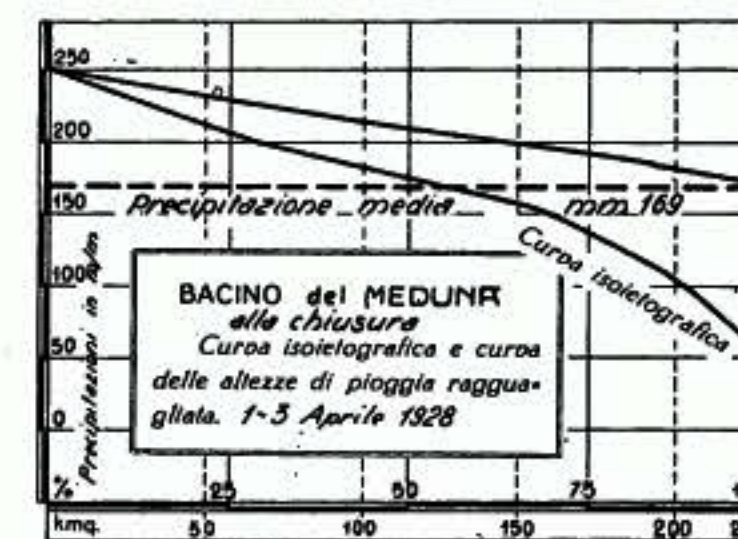 250
200
Precipitazione media mm 169
150
Curva isoietografica
100
50
0
Precipitazioni in m/m
BACINO del MEDUNA
alla chiusura
Curva isoietografica e curva
delle altezze di pioggia raggua=
gliata. 1-3 Aprile 1928
% 25 50 75
kmq. 50 100 150 200